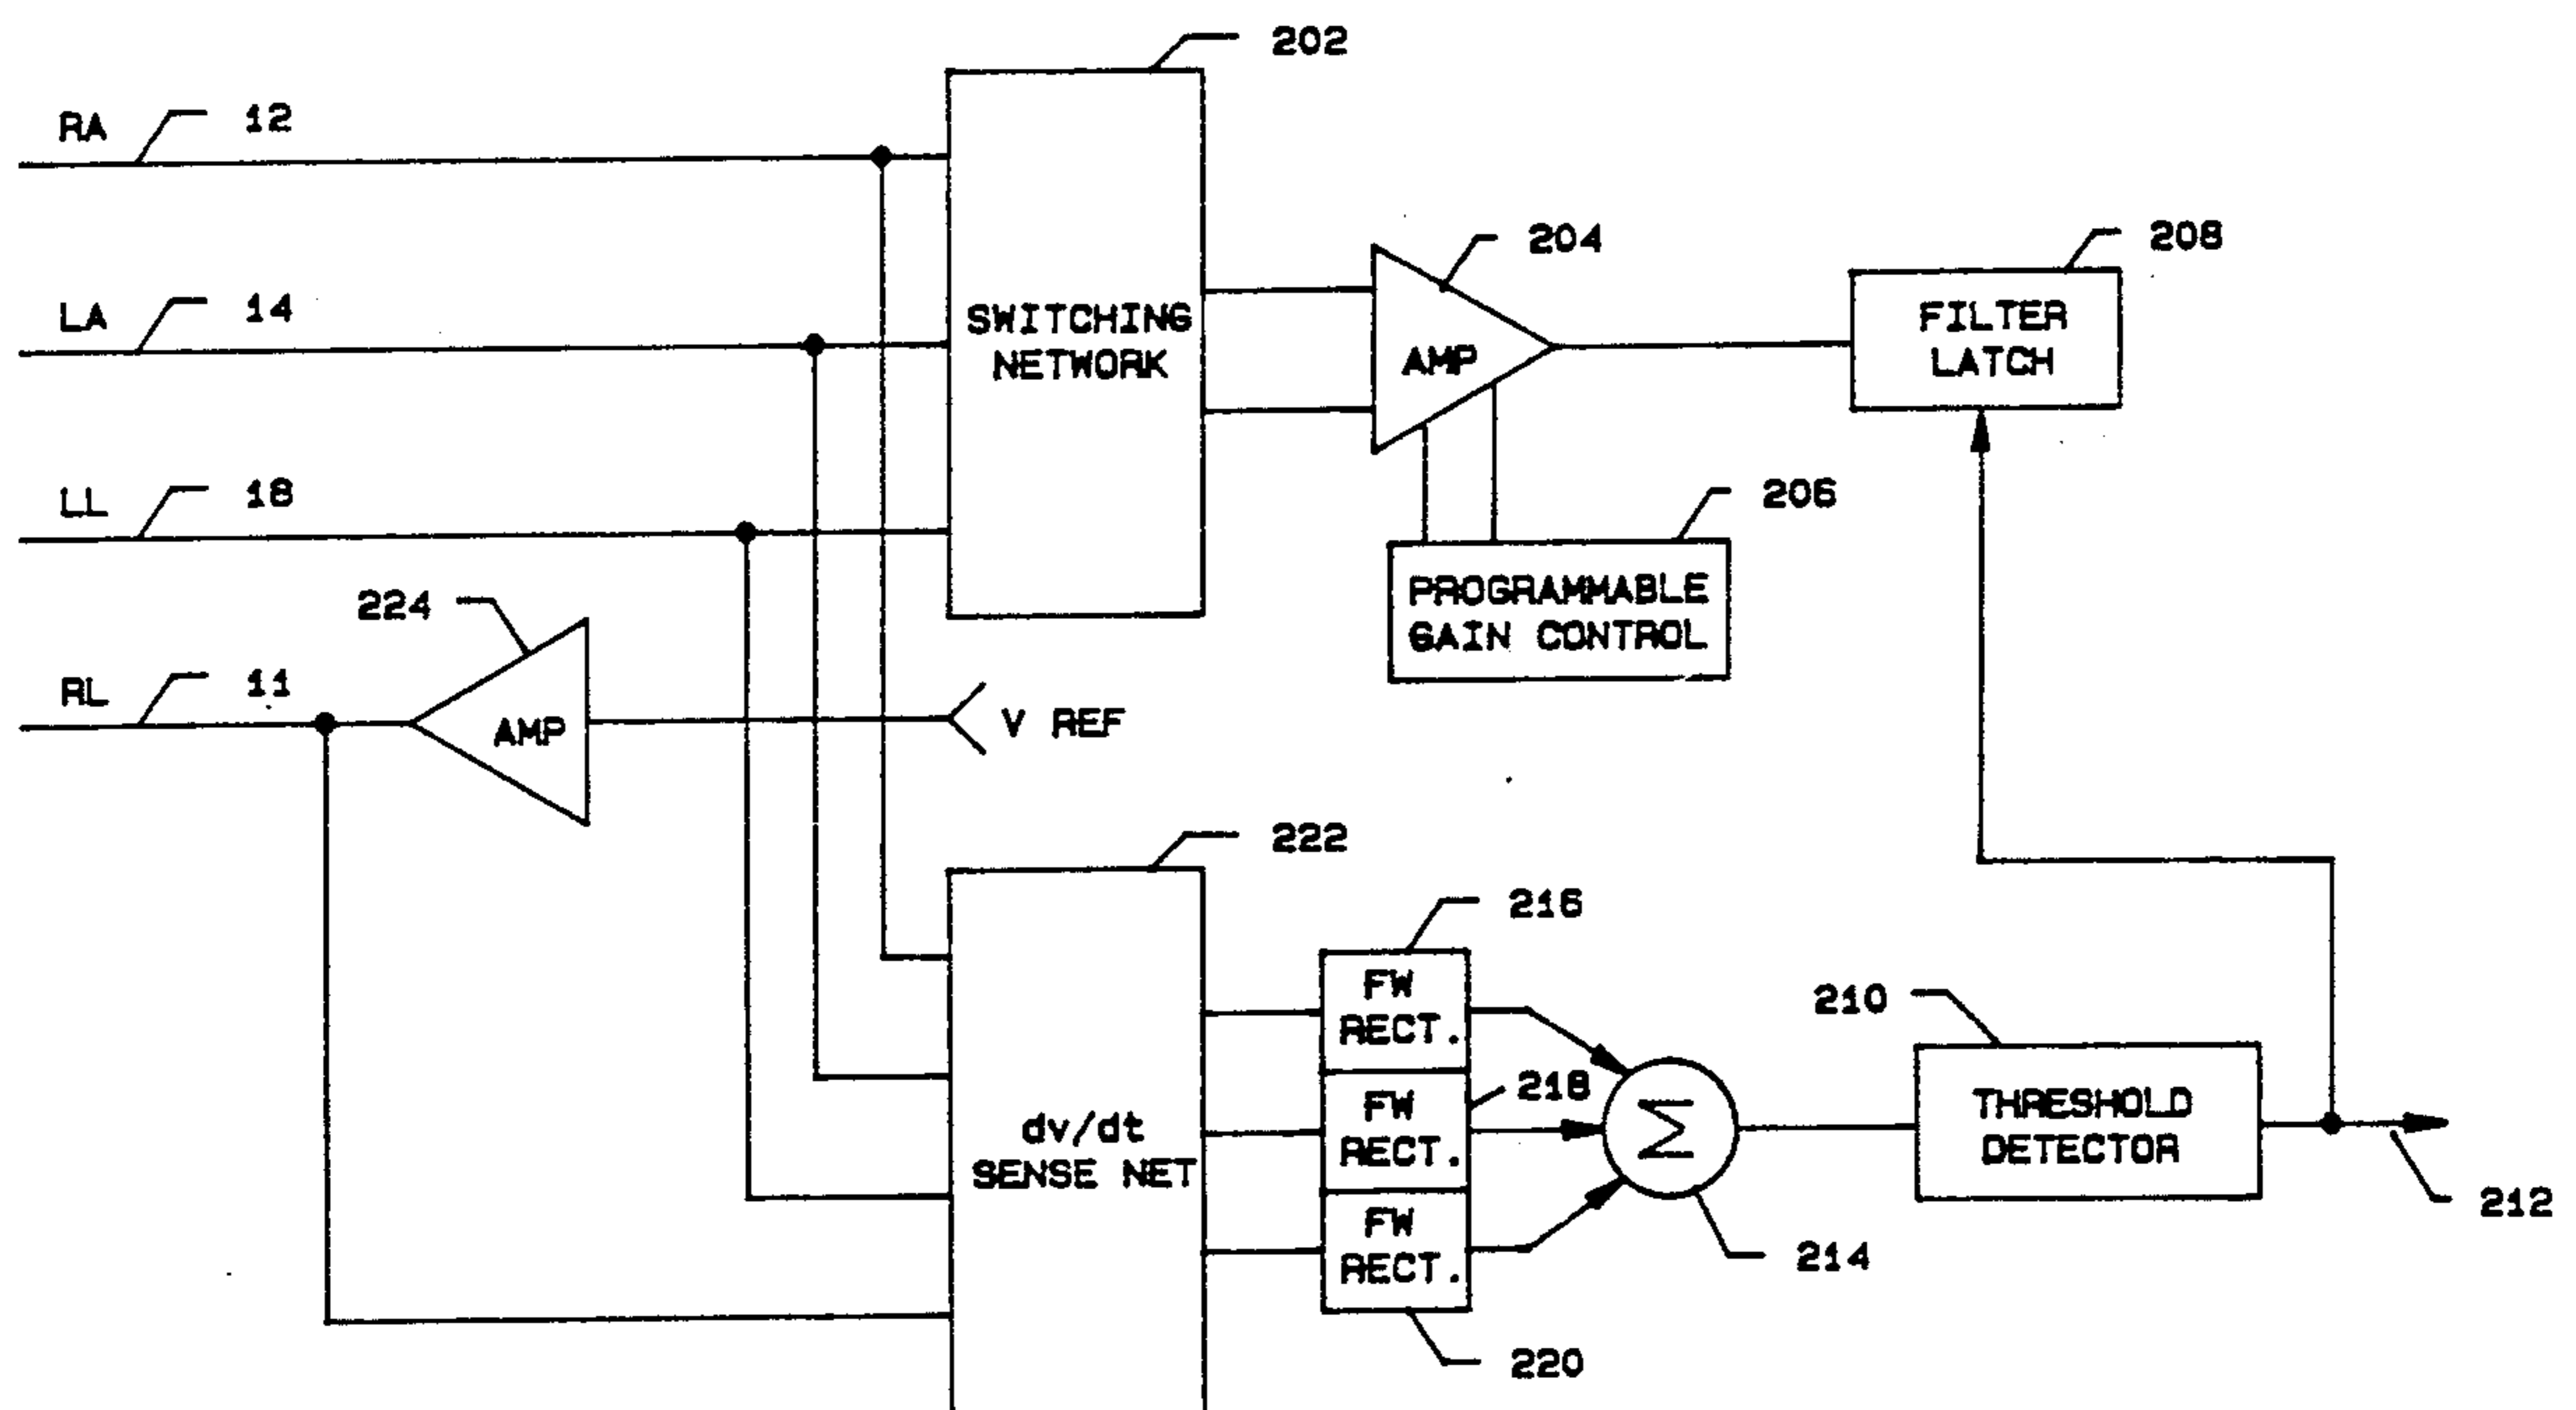 202
RA
12
LA
14
SWITCHING
NETWORK
204
AMP
208
FILTER
LATCH
LL
18
206
PROGRAMMABLE
GAIN CONTROL
224
RL
11
AMP
V REF
222
dv/dt
SENSE NET
216
FW
RECT.
218
FW
RECT.
FW
RECT.
220
Σ
214
210
THRESHOLD
DETECTOR
212